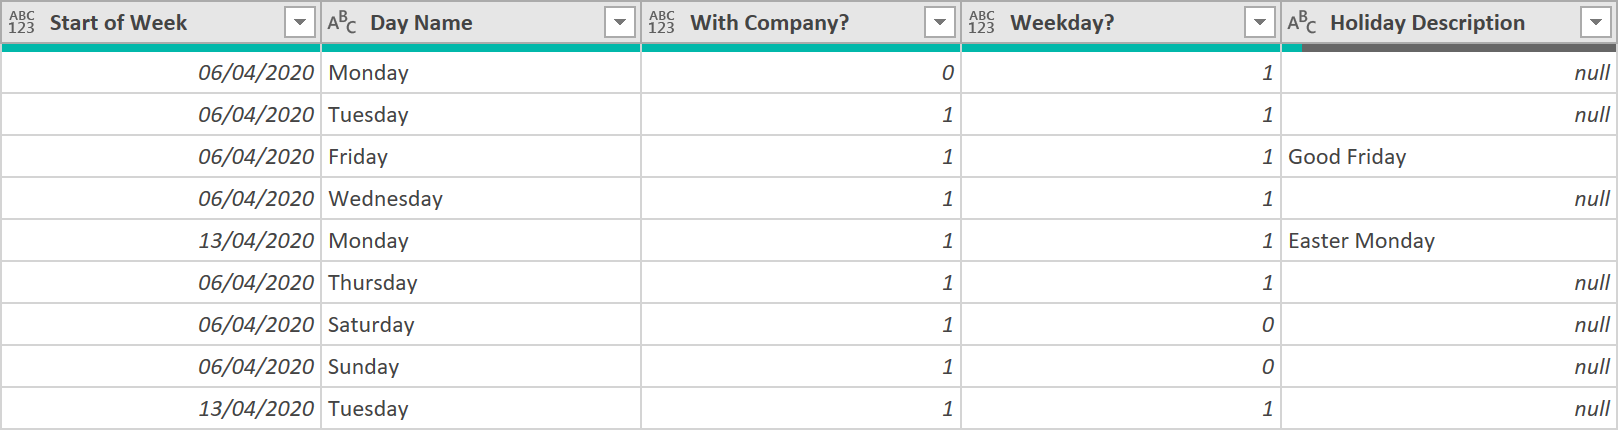 ABC 123 Start of Week ABC Day Name ABC 123 With Company? ABC 123 Weekday? ABC Holiday Description
06/04/2020 Monday 0 1 null
06/04/2020 Tuesday 1 1 null
06/04/2020 Friday 1 1 Good Friday
06/04/2020 Wednesday 1 1 null
13/04/2020 Monday 1 1 Easter Monday
06/04/2020 Thursday 1 1 null
06/04/2020 Saturday 1 0 null
06/04/2020 Sunday 1 0 null
13/04/2020 Tuesday 1 1 null